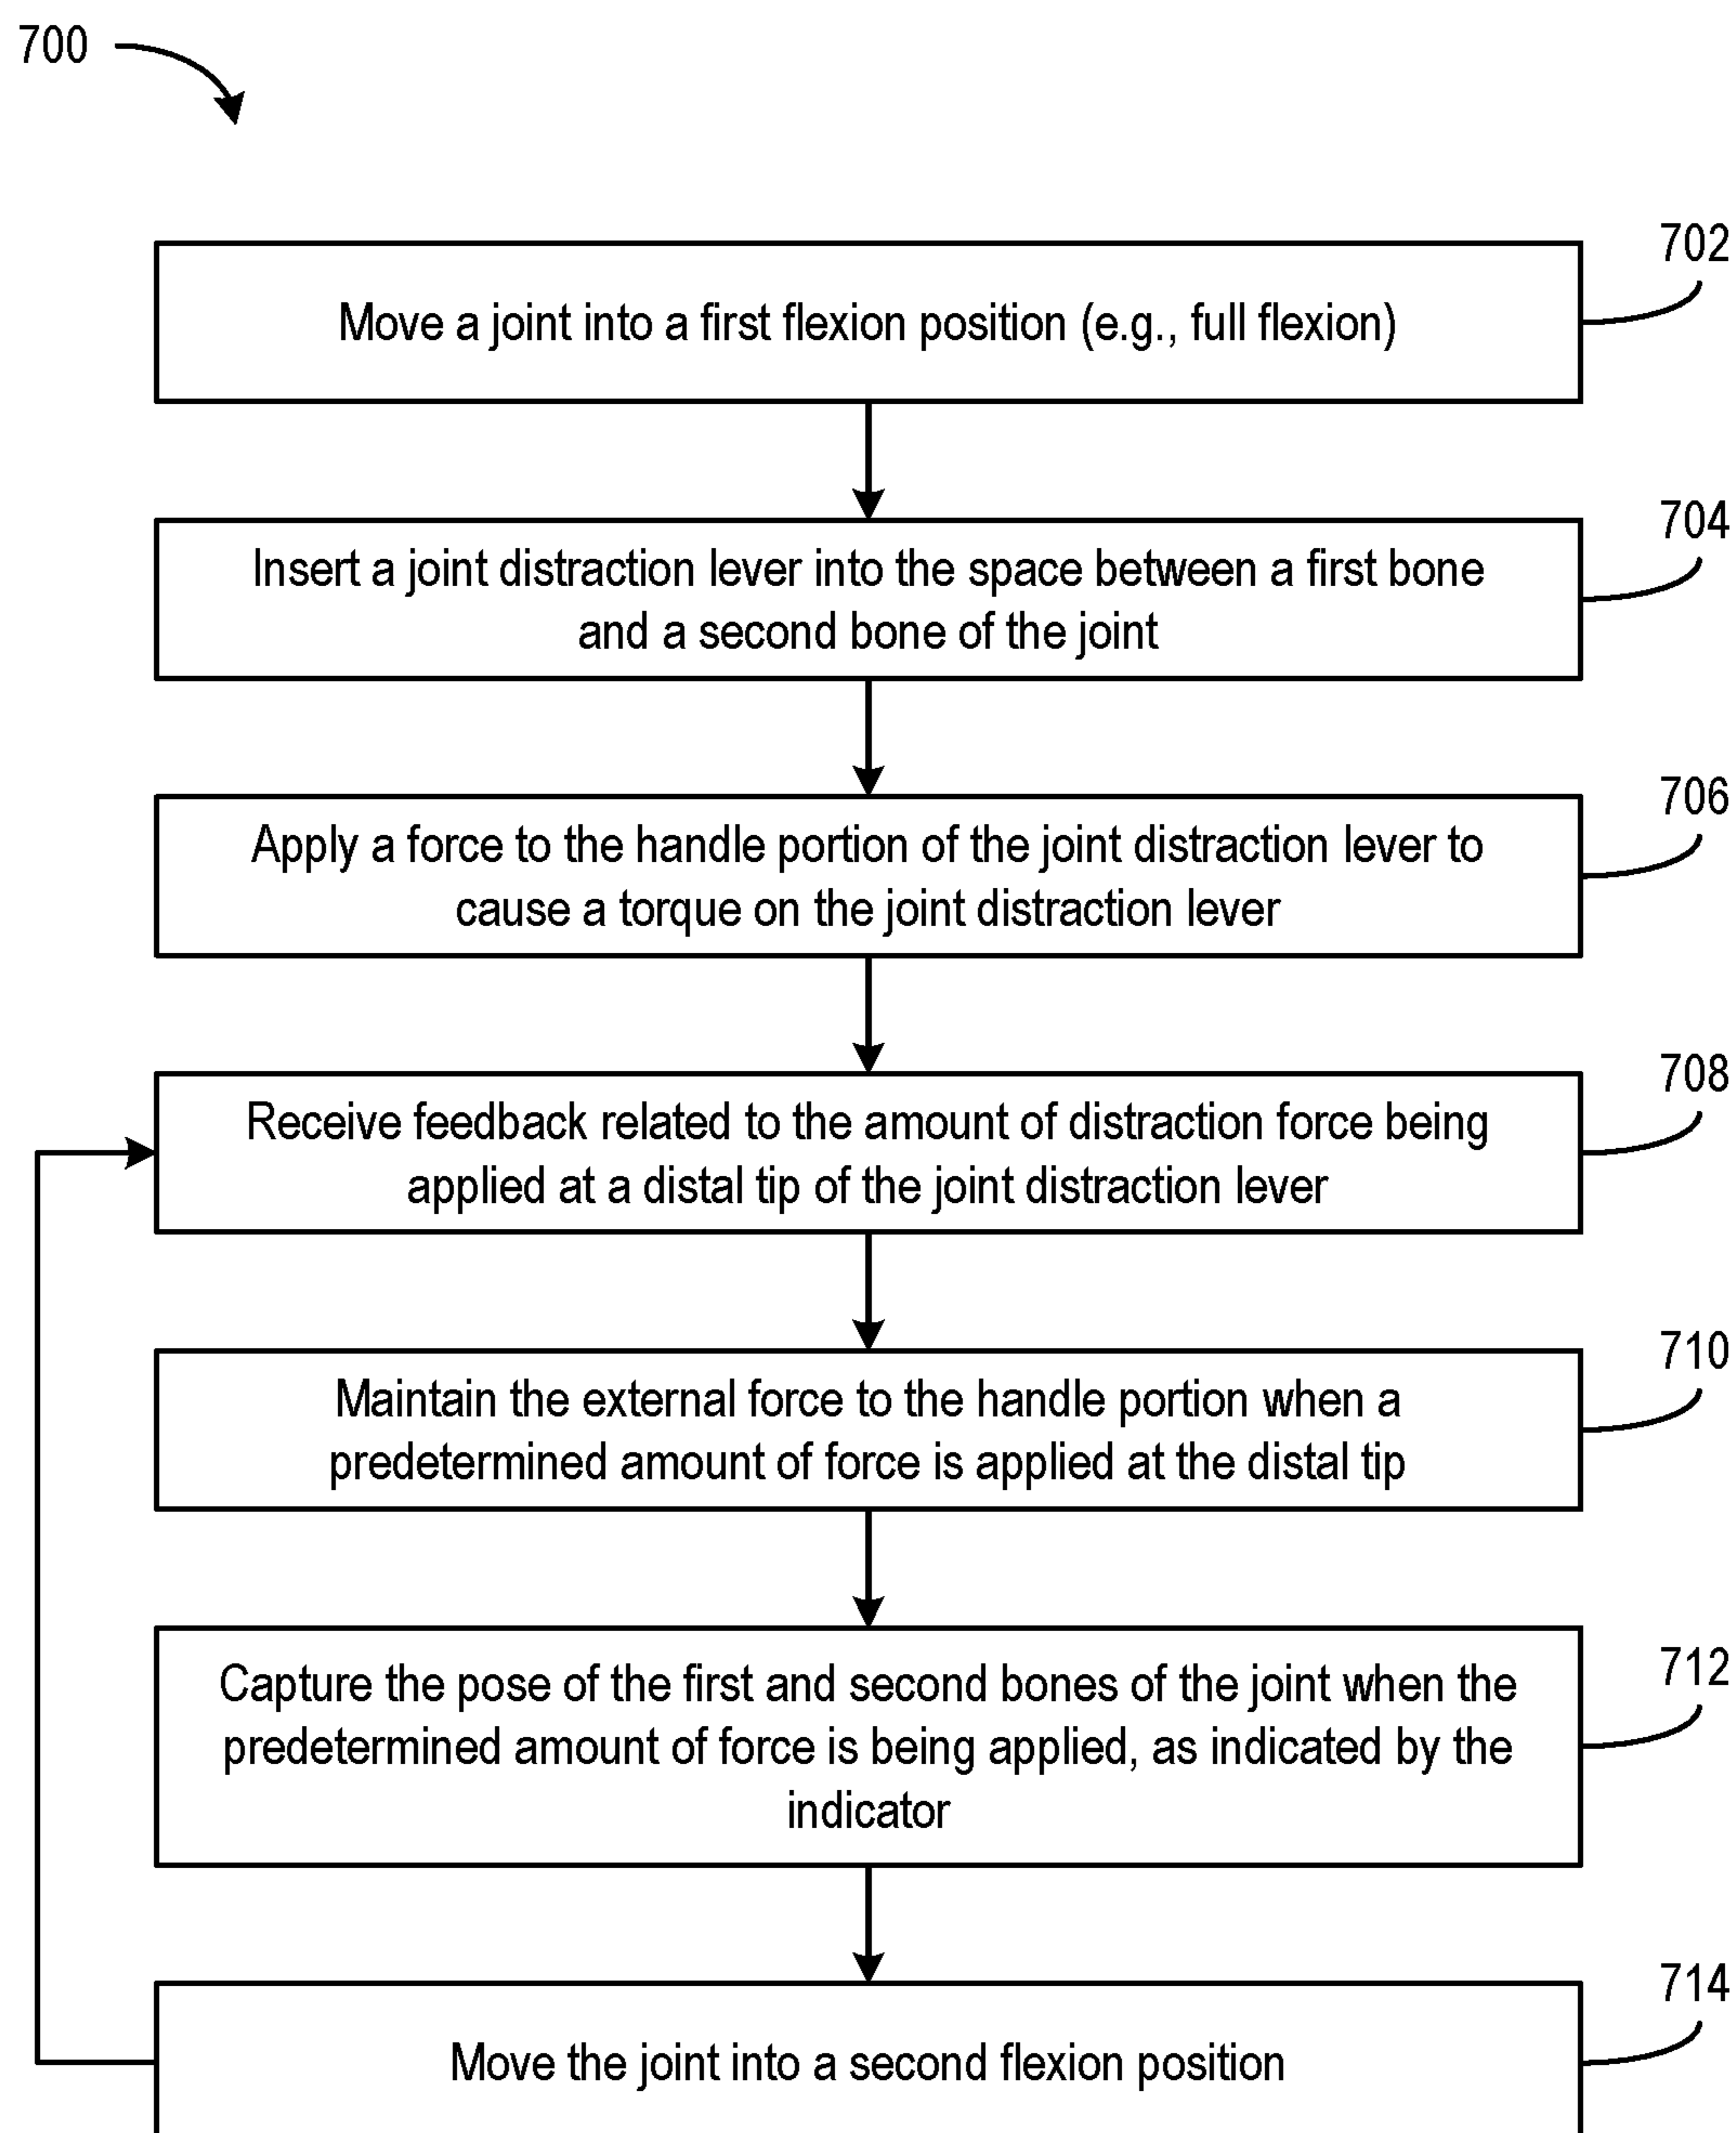 700
702
Move a joint into a first flexion position (e.g., full flexion)
704
Insert a joint distraction lever into the space between a first bone
and a second bone of the joint
706
Apply a force to the handle portion of the joint distraction lever to
cause a torque on the joint distraction lever
708
Receive feedback related to the amount of distraction force being
applied at a distal tip of the joint distraction lever
710
Maintain the external force to the handle portion when a
predetermined amount of force is applied at the distal tip
712
Capture the pose of the first and second bones of the joint when the
predetermined amount of force is being applied, as indicated by the
indicator
714
Move the joint into a second flexion position